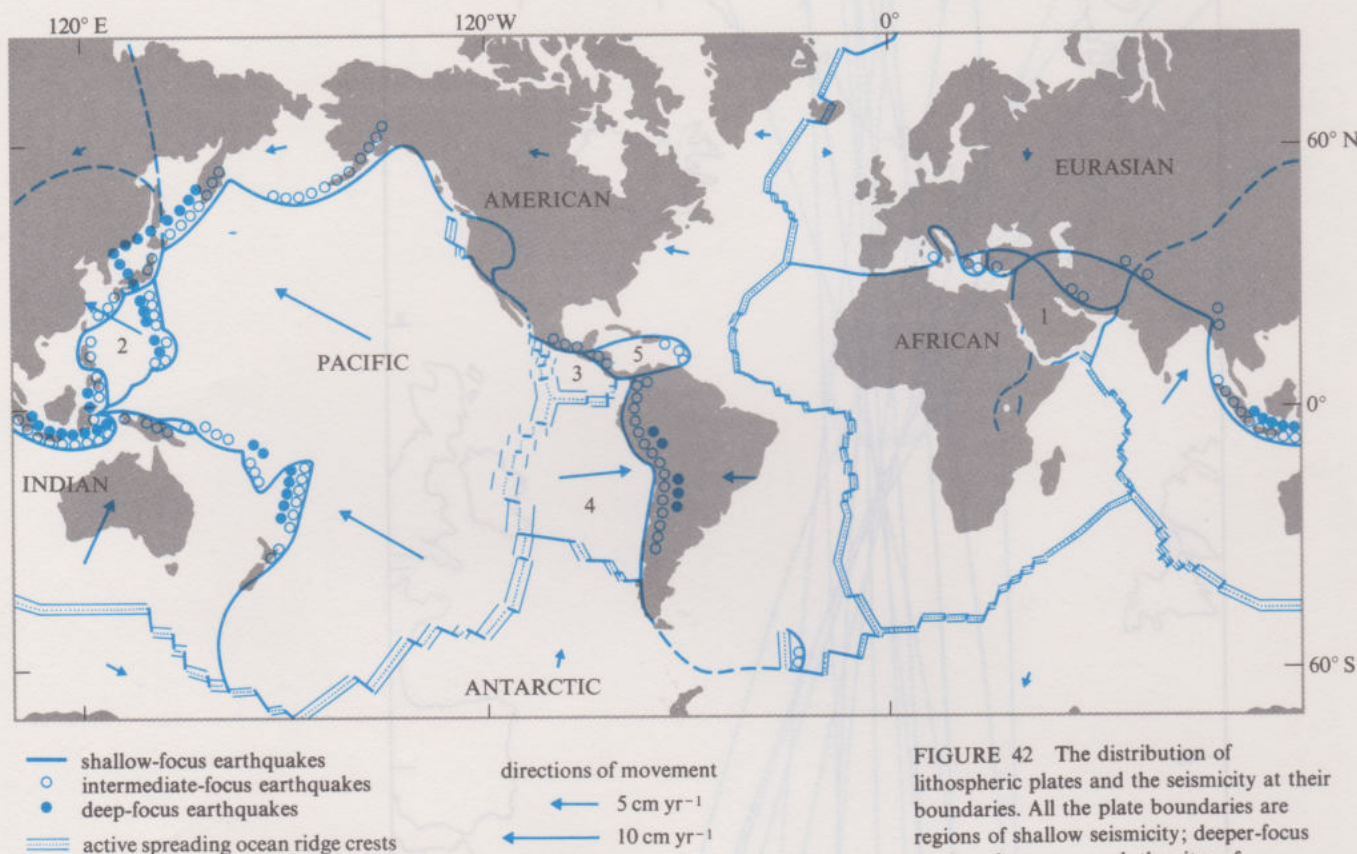 120° E
120°W
0°
60° N
EURASIAN
AMERICAN
1
AFRICAN
2
PACIFIC
5
3
0°
INDIAN
4
60° S
ANTARCTIC
shallow-focus earthquakes
intermediate-focus earthquakes
deep-focus earthquakes
active spreading ocean ridge crests
directions of movement
5 cm yr⁻¹
10 cm yr⁻¹
FIGURE 42 The distribution of
lithospheric plates and the seismicity at their
boundaries. All the plate boundaries are
regions of shallow seismicity; deeper-focus